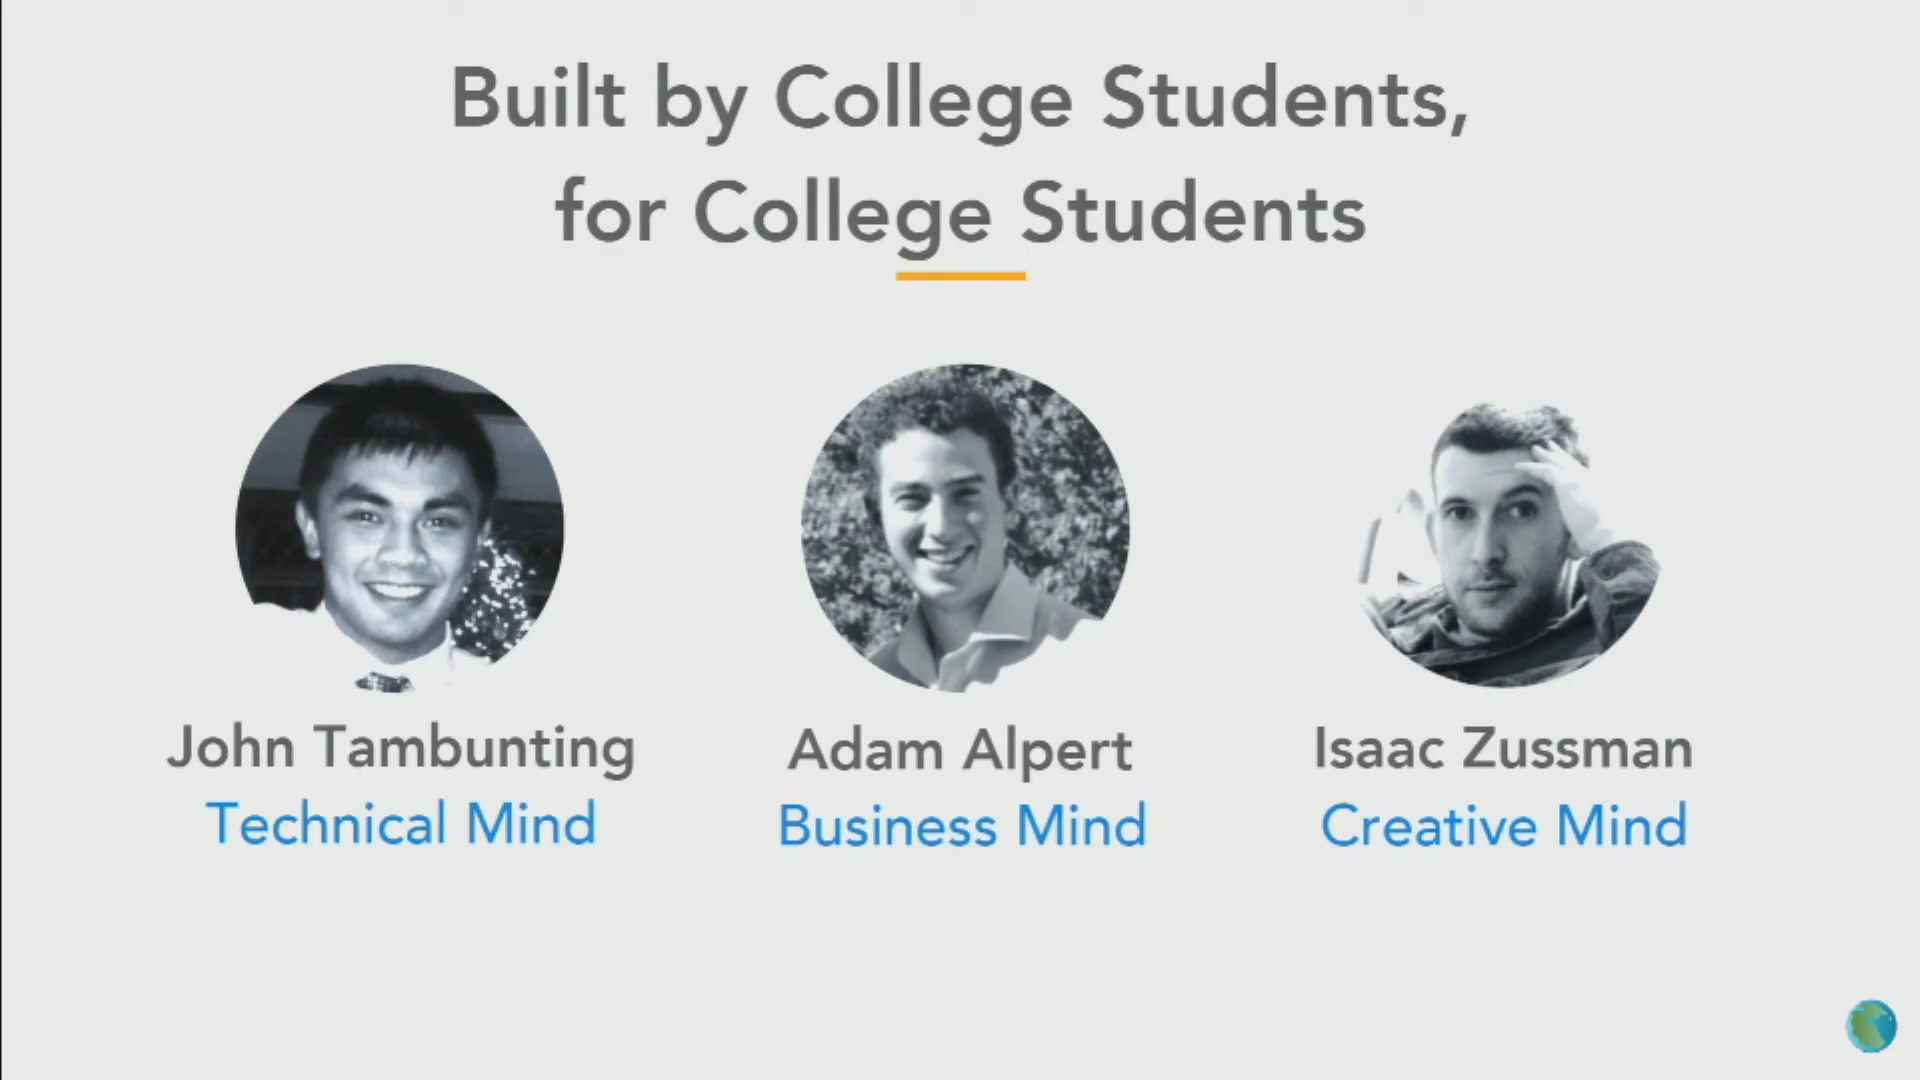 Built by College Students,
for College Students
John Tambunting
Technical Mind
Adam Alpert
Business Mind
Isaac Zussman
Creative Mind